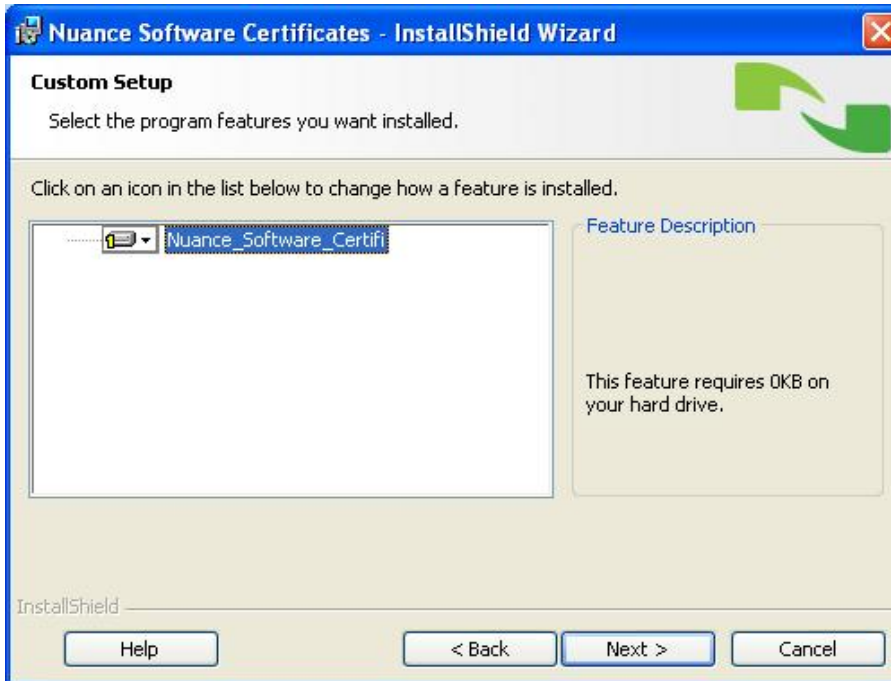 Nuance Software Certificates - InstallShield Wizard
Custom Setup
Select the program features you want installed.
Click on an icon in the list below to change how a feature is installed.
Nuance_Software_Certifi
Feature Description
This feature requires 0KB on
your hard drive.
InstallShield
Help
< Back
Next >
Cancel